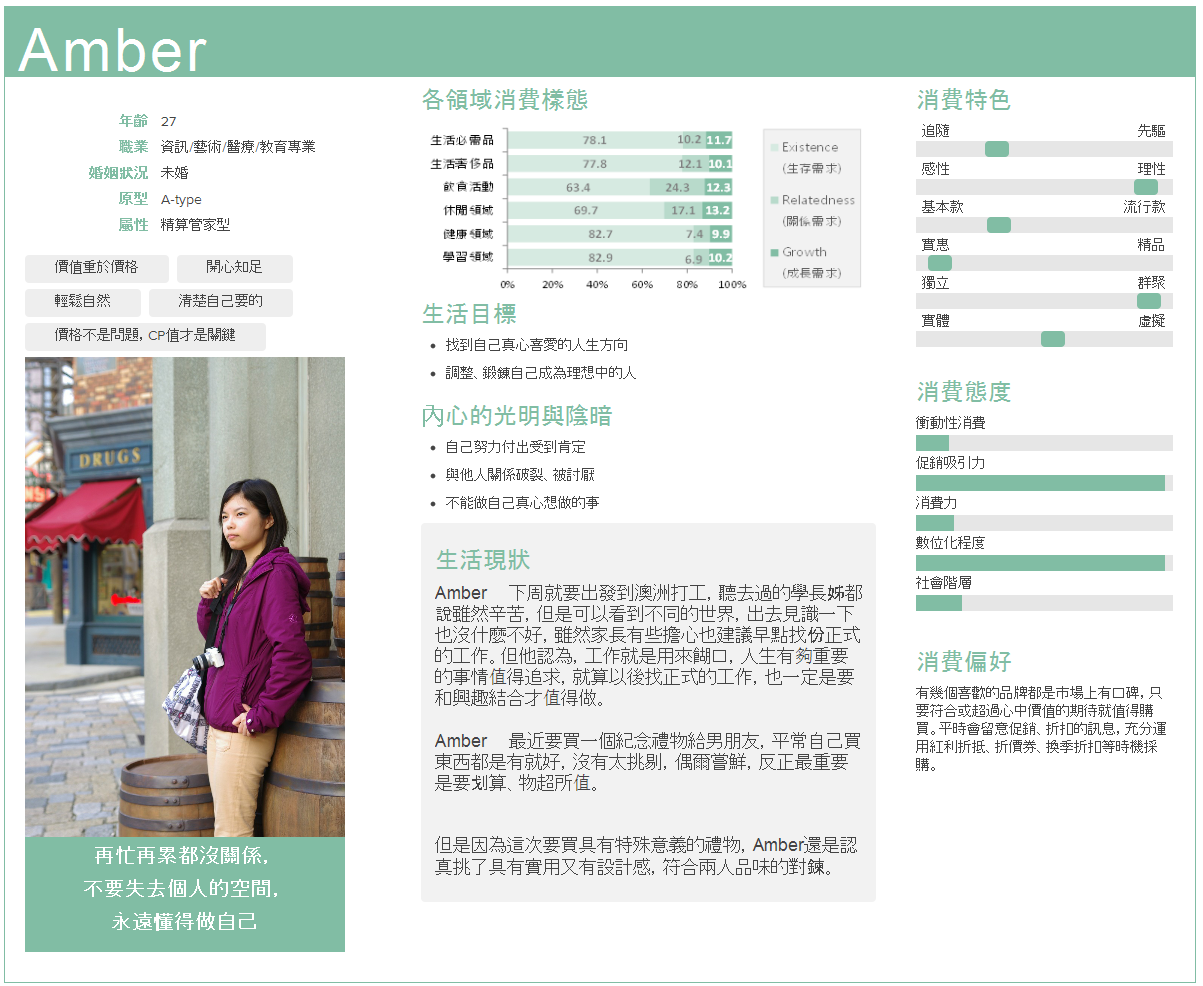 Amber
年齡 27
職業 資訊/藝術/醫療/教育專業
婚姻狀況 未婚
原型 A-type
屬性 精算管家型
價值重於價格
開心知足
輕鬆自然
清楚自己要的
價格不是問題, CP值才是關鍵
DRUGS
再忙再累都沒關係,
不要失去個人的空間,
永遠懂得做自己
各領域消費樣態
生活必需品 78.1 10.2 11.7
生活奢侈品 77.8 12.1 10.1
飲食活動 63.4 24.3 12.3
休閒領域 69.7 17.1 13.2
健康領域 82.7 7.4 9.9
學習領域 82.9 6.9 10.2
0% 20% 40% 60% 80% 100%
Existence
(生存需求)
Relatedness
(關係需求)
Growth
(成長需求)
生活目標
• 找到自己真心喜愛的人生方向
• 調整、鍛鍊自己成為理想中的人
內心的光明與陰暗
• 自己努力付出受到肯定
• 與他人關係破裂、被討厭
• 不能做自己真心想做的事
生活現狀
Amber 下周就要出發到澳洲打工, 聽去過的學長姊都
說雖然辛苦, 但是可以看到不同的世界, 出去見識一下
也沒什麼不好, 雖然家長有些擔心也建議早點找份正式
的工作。但他認為, 工作就是用來餬口, 人生有夠重要
的事情值得追求, 就算以後找正式的工作, 也一定是要
和興趣結合才值得做。
Amber 最近要買一個紀念禮物給男朋友, 平常自己買
東西都是有就好, 沒有太挑剔, 偶爾嘗鮮, 反正最重要
是要划算、物超所值。
但是因為這次要買具有特殊意義的禮物, Amber還是認
真挑了具有實用又有設計感, 符合兩人品味的對鍊。
消費特色
追隨 先驅
感性 理性
基本款 流行款
實惠 精品
獨立 群聚
實體 虛擬
消費態度
衝動性消費
促銷吸引力
消費力
數位化程度
社會階層
消費偏好
有幾個喜歡的品牌都是市場上有口碑, 只
要符合或超過心中價值的期待就值得購
買。平時會留意促銷、折扣的訊息, 充分運
用紅利折抵、折價券、換季折扣等時機採
購。